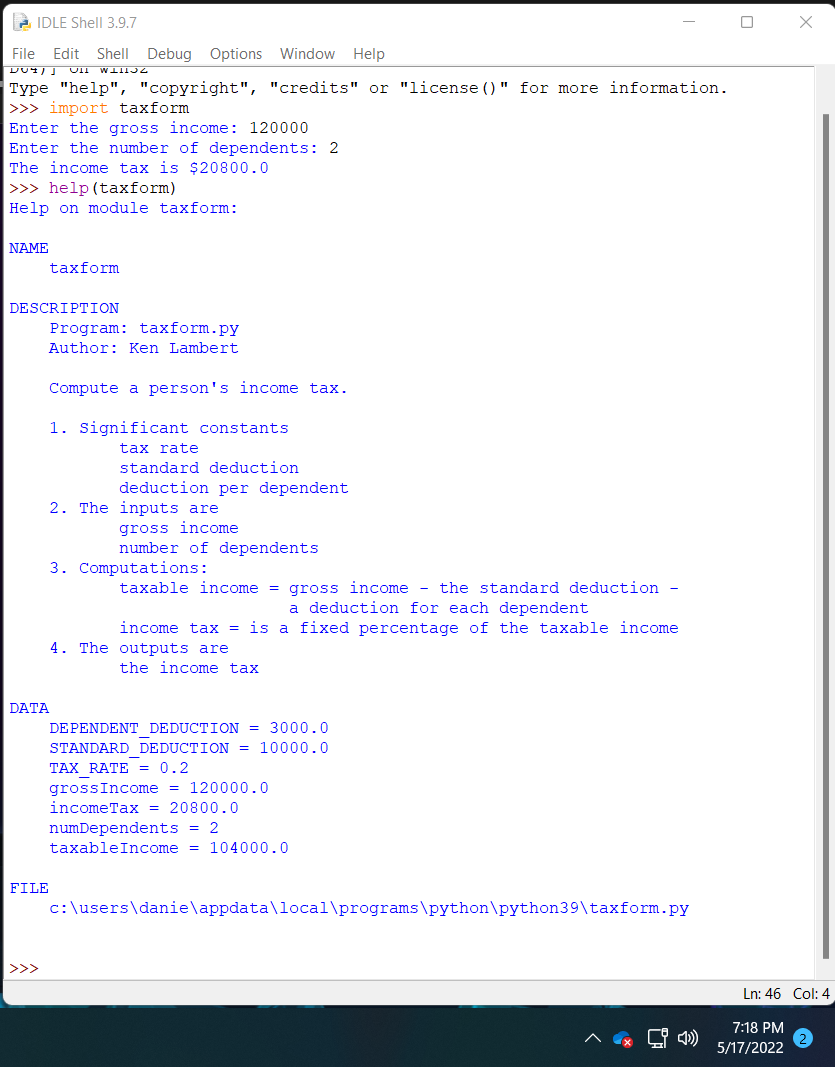 IDLE Shell 3.9.7
File Edit Shell Debug Options Window Help
D64)] on win32
Type "help", "copyright", "credits" or "license()" for more information.
>>> import taxform
Enter the gross income: 120000
Enter the number of dependents: 2
The income tax is $20800.0
>>> help(taxform)
Help on module taxform:
NAME
taxform
DESCRIPTION
Program: taxform.py
Author: Ken Lambert
Compute a person's income tax.
1. Significant constants
tax rate
standard deduction
deduction per dependent
2. The inputs are
gross income
number of dependents
3. Computations:
taxable income = gross income - the standard deduction -
a deduction for each dependent
income tax = is a fixed percentage of the taxable income
4. The outputs are
the income tax
DATA
DEPENDENT_DEDUCTION = 3000.0
STANDARD_DEDUCTION = 10000.0
TAX_RATE = 0.2
grossIncome = 120000.0
incomeTax = 20800.0
numDependents = 2
taxableIncome = 104000.0
FILE
c:\users\danie\appdata\local\programs\python\python39\taxform.py
>>>
Ln: 46 Col: 4
7:18 PM
5/17/2022
2